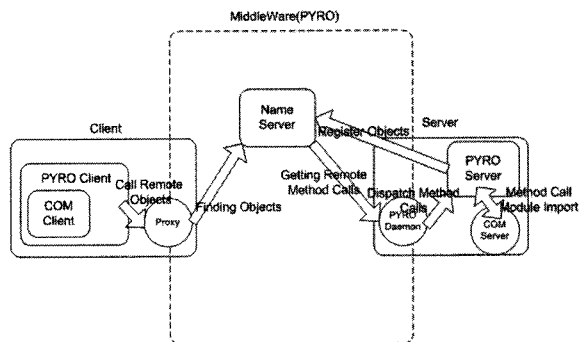 MiddleWare(PYRO)
Name
Server
Client
Register Objects
Server
PYRO Client
COM
Client
Call Remote
Objects
Proxy
Finding Objects
Getting Remote
Method Calls
Dispatch Method
Calls
PYRO
Daemon
PYRO
Server
Method Call
Module Import
COM
Server